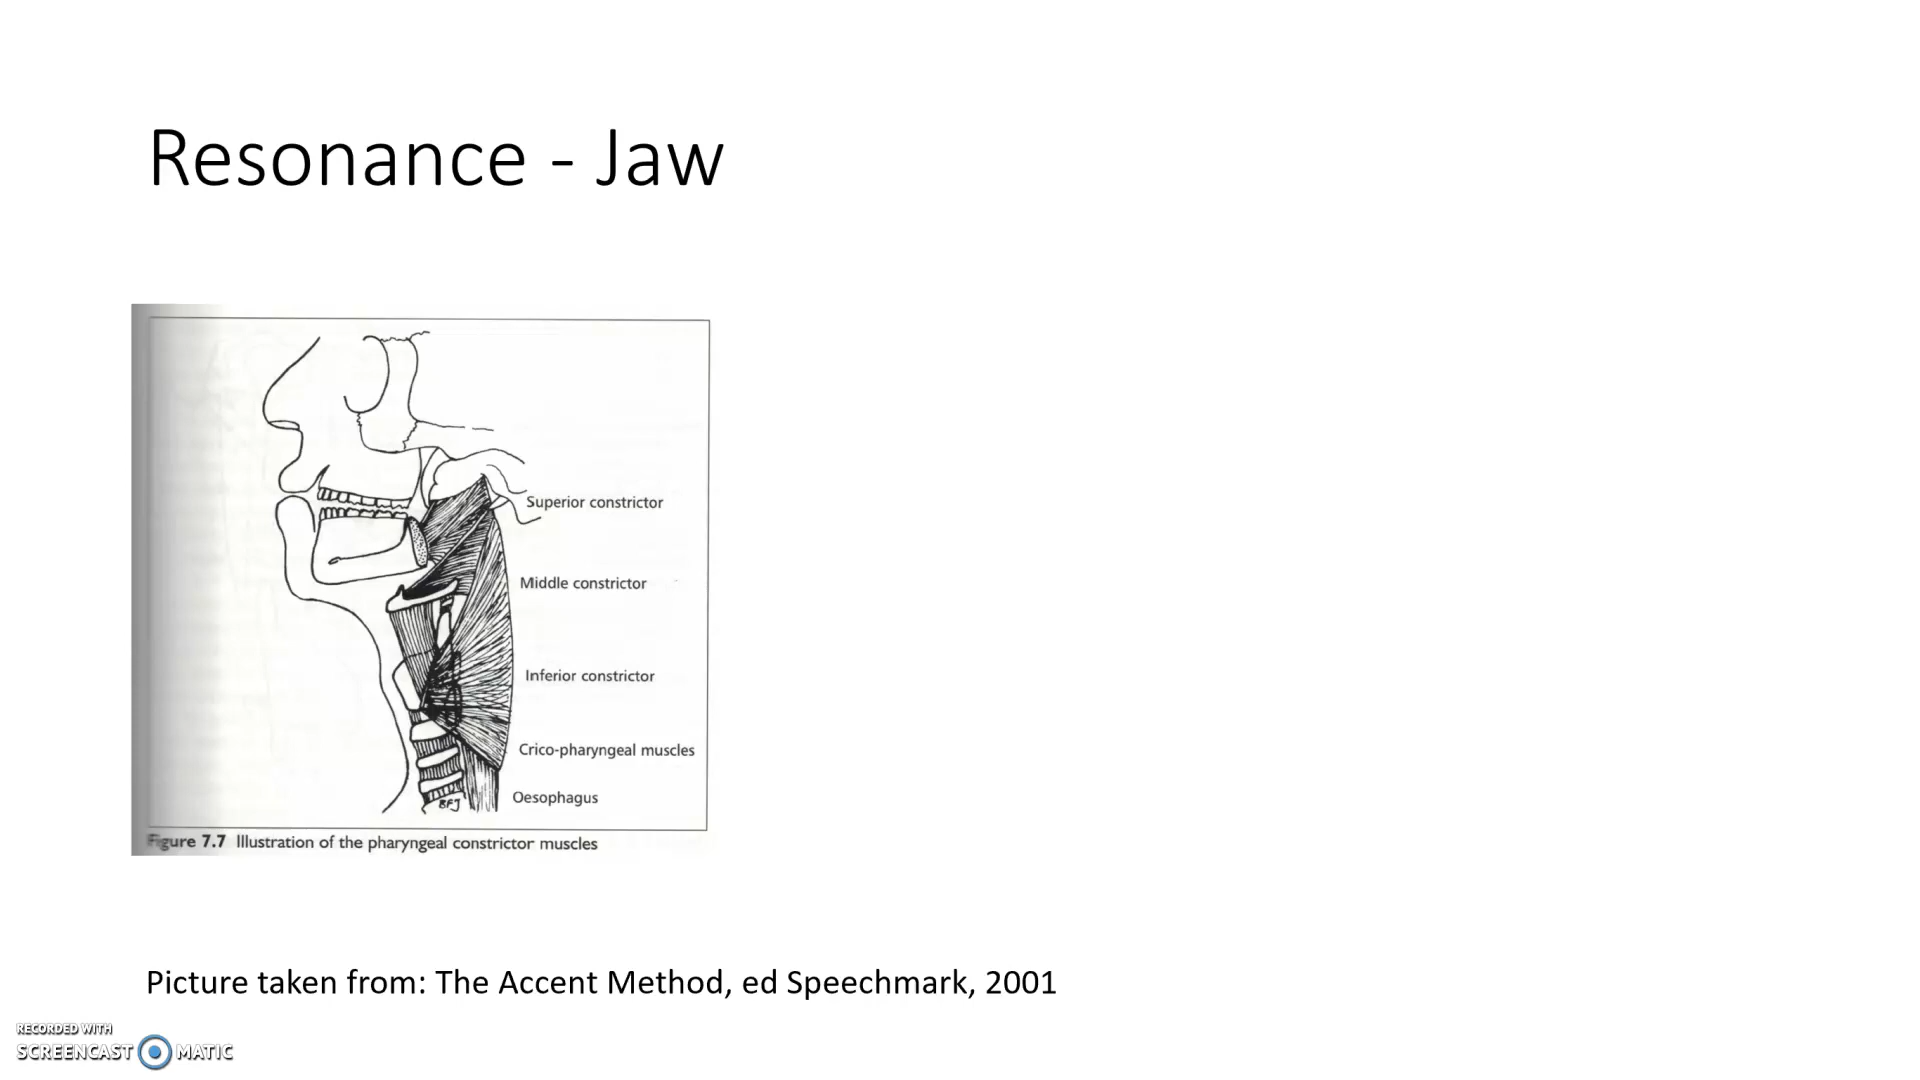 Resonance - Jaw
Superior constrictor
Middle constrictor
Inferior constrictor
Crico-pharyngeal muscles
Oesophagus
BFJ
Figure 7.7 Illustration of the pharyngeal constrictor muscles
Picture taken from: The Accent Method, ed Speechmark, 2001
RECORDED WITH
SCREENCAST MATIC